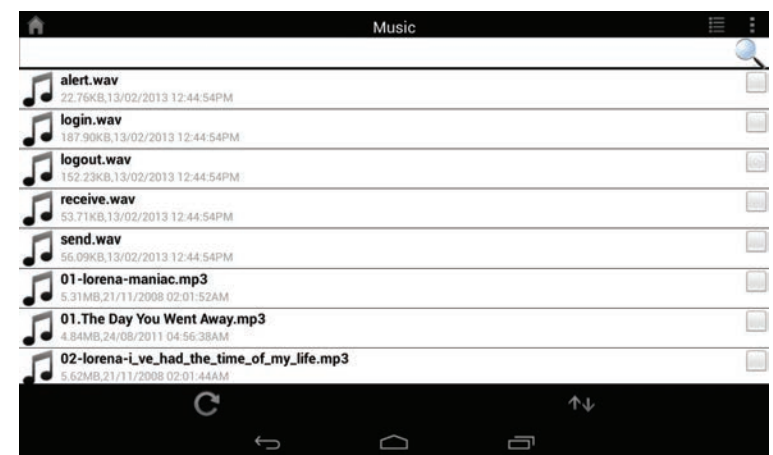 Music
alert.wav
22.76KB,13/02/2013 12:44:54PM
login.wav
187.90KB,13/02/2013 12:44:54PM
logout.wav
152.23KB,13/02/2013 12:44:54PM
receive.wav
53.71KB,13/02/2013 12:44:54PM
send.wav
56.09KB,13/02/2013 12:44:54PM
01-lorena-maniac.mp3
5.31MB,21/11/2008 02:01:52AM
01.The Day You Went Away.mp3
4.84MB,24/08/2011 04:56:38AM
02-lorena-i_ve_had_the_time_of_my_life.mp3
5.62MB,21/11/2008 02:01:44AM